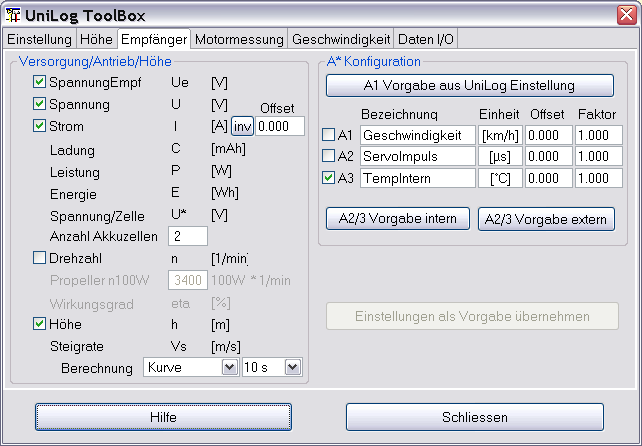 UniLog ToolBox
Einstellung Höhe Empfänger Motormessung Geschwindigkeit Daten I/O
Versorgung/Antrieb/Höhe
SpannungEmpf Ue [V]
Spannung U [V] Offset
Strom I [A] inv 0.000
Ladung C [mAh]
Leistung P [W]
Energie E [Wh]
Spannung/Zelle U* [V]
Anzahl Akkuzellen 2
Drehzahl n [1/min]
Propeller n100W 3400 100W * 1/min
Wirkungsgrad eta [%]
Höhe h [m]
Steigrate Vs [m/s]
Berechnung Kurve 10 s
A* Konfiguration
A1 Vorgabe aus UniLog Einstellung
Bezeichnung Einheit Offset Faktor
A1 Geschwindigkeit [km/h] 0.000 1.000
A2 ServoImpuls [µs] 0.000 1.000
A3 TempIntern [°C] 0.000 1.000
A2/3 Vorgabe intern A2/3 Vorgabe extern
Einstellungen als Vorgabe übernehmen
Hilfe Schliessen